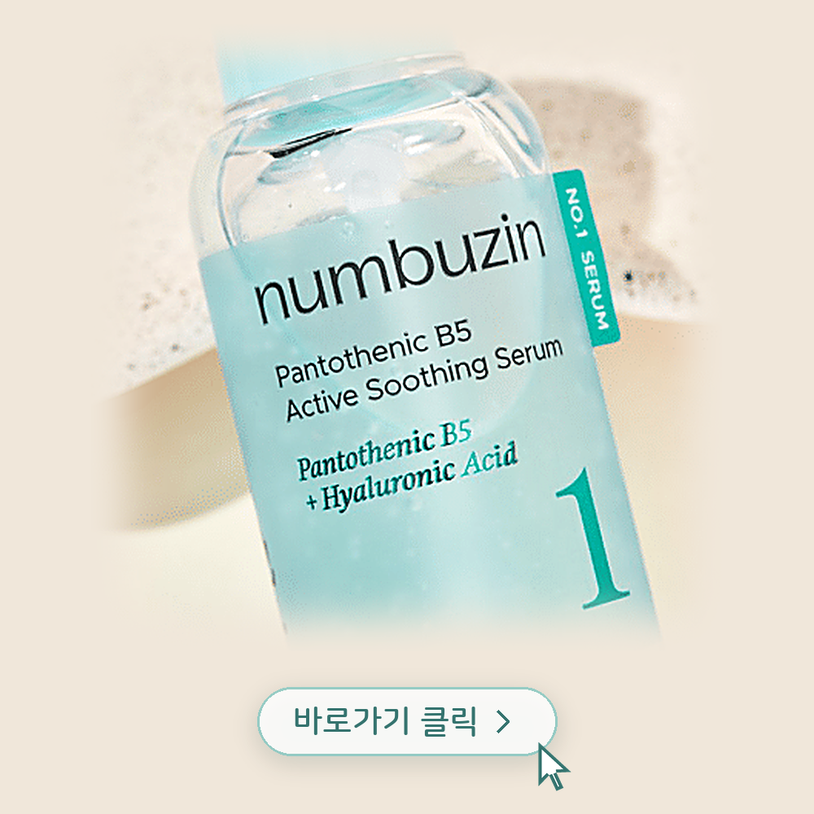 numbuzin
NO.1 SERUM
Pantothenic B5
Active Soothing Serum
Pantothenic B5
+ Hyaluronic Acid
1
바로가기 클릭 >